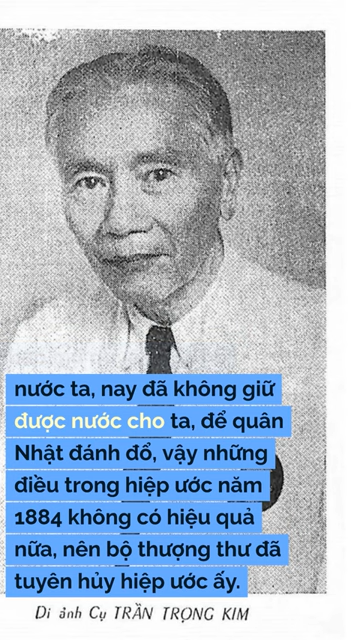 nước ta, nay đã không giữ
được nước cho ta, để quân
Nhật đánh đổ, vậy những
điều trong hiệp ước năm
1884 không có hiệu quả
nữa, nên bộ thượng thư đã
tuyên hủy hiệp ước ấy.
Di ảnh Cụ TRẦN TRỌNG KIM